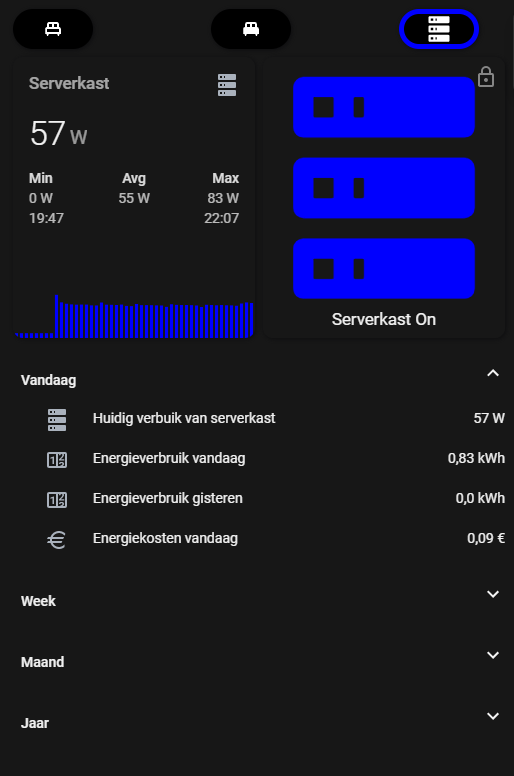 Serverkast
57 W
Min Avg Max
0 W 55 W 83 W
19:47 22:07
Serverkast On
Vandaag
Huidig verbuik van serverkast 57 W
Energieverbruik vandaag 0,83 kWh
Energieverbruik gisteren 0,0 kWh
Energiekosten vandaag 0,09 €
Week
Maand
Jaar